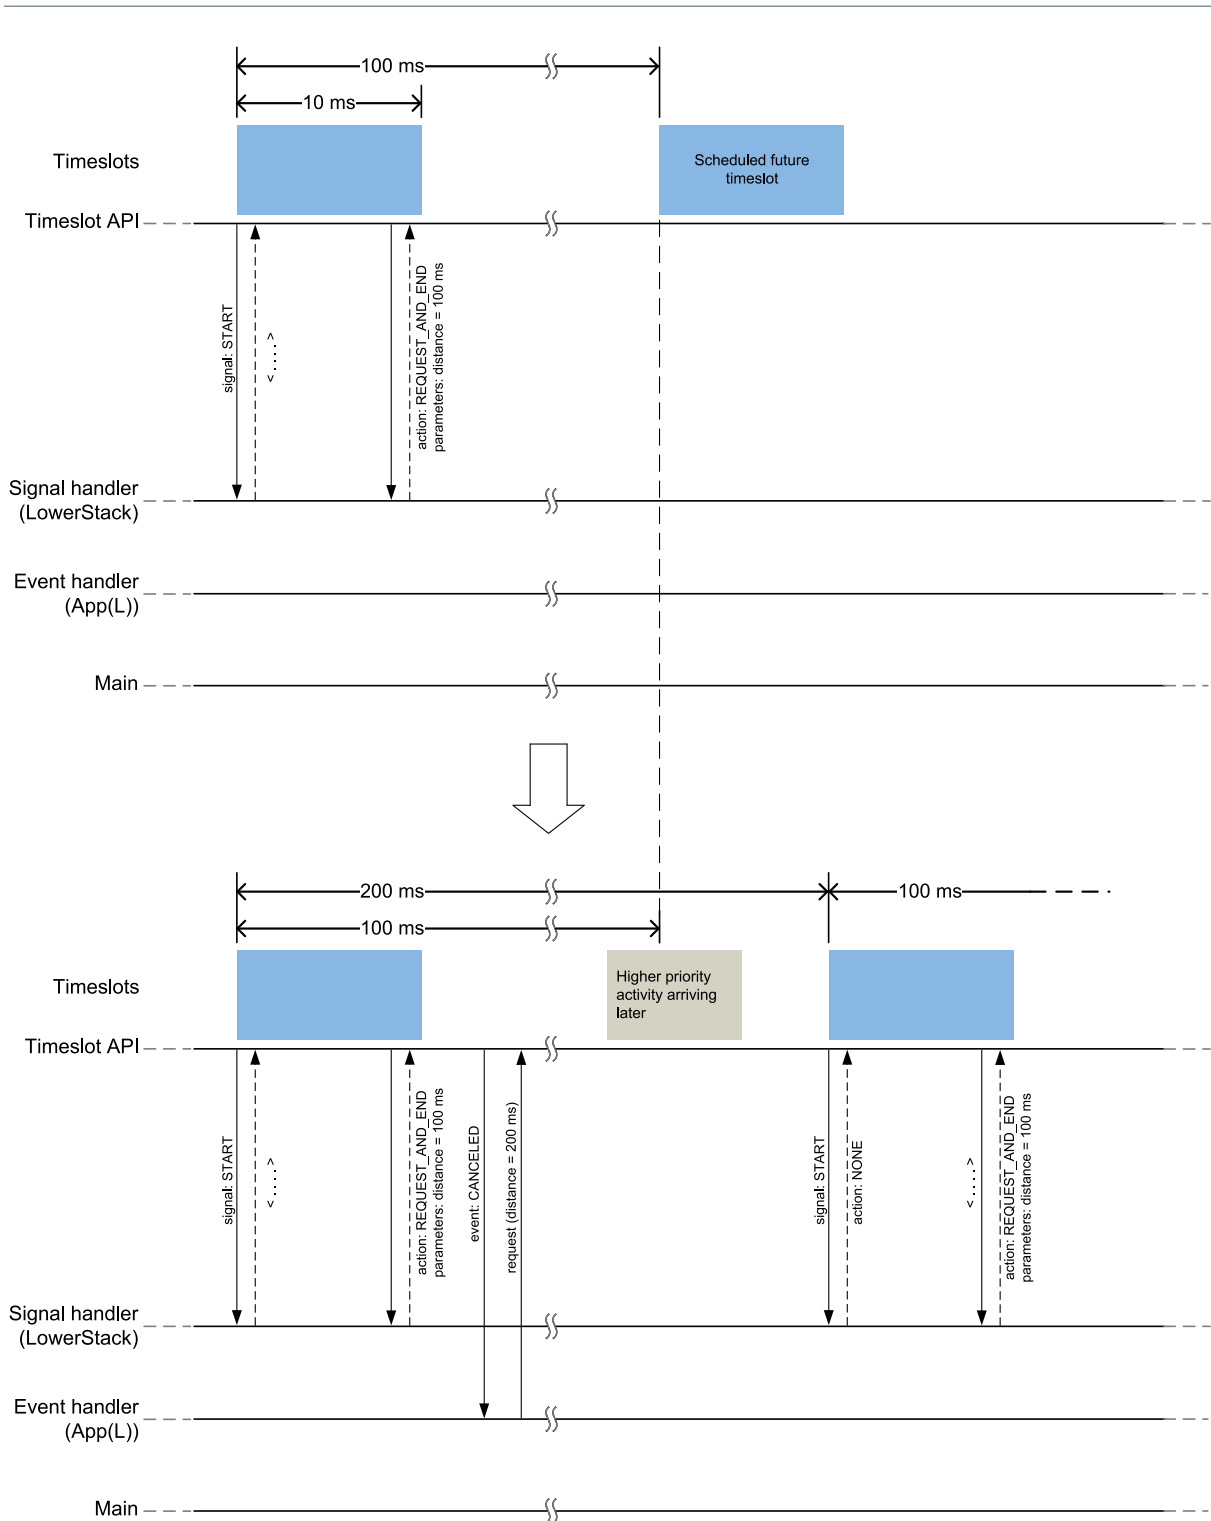 100 ms
10 ms
Timeslots
Scheduled future
timeslot
Timeslot API
signal: START
< . . . . >
action: REQUEST_AND_END
parameters: distance = 100 ms
Signal handler
(LowerStack)
Event handler
(App(L))
Main
200 ms
100 ms
100 ms
Timeslots
Higher priority
activity arriving
later
Timeslot API
signal: START
< . . . . >
action: REQUEST_AND_END
parameters: distance = 100 ms
event: CANCELED
request (distance = 200 ms)
signal: START
action: NONE
< . . . . >
action: REQUEST_AND_END
parameters: distance = 100 ms
Signal handler
(LowerStack)
Event handler
(App(L))
Main